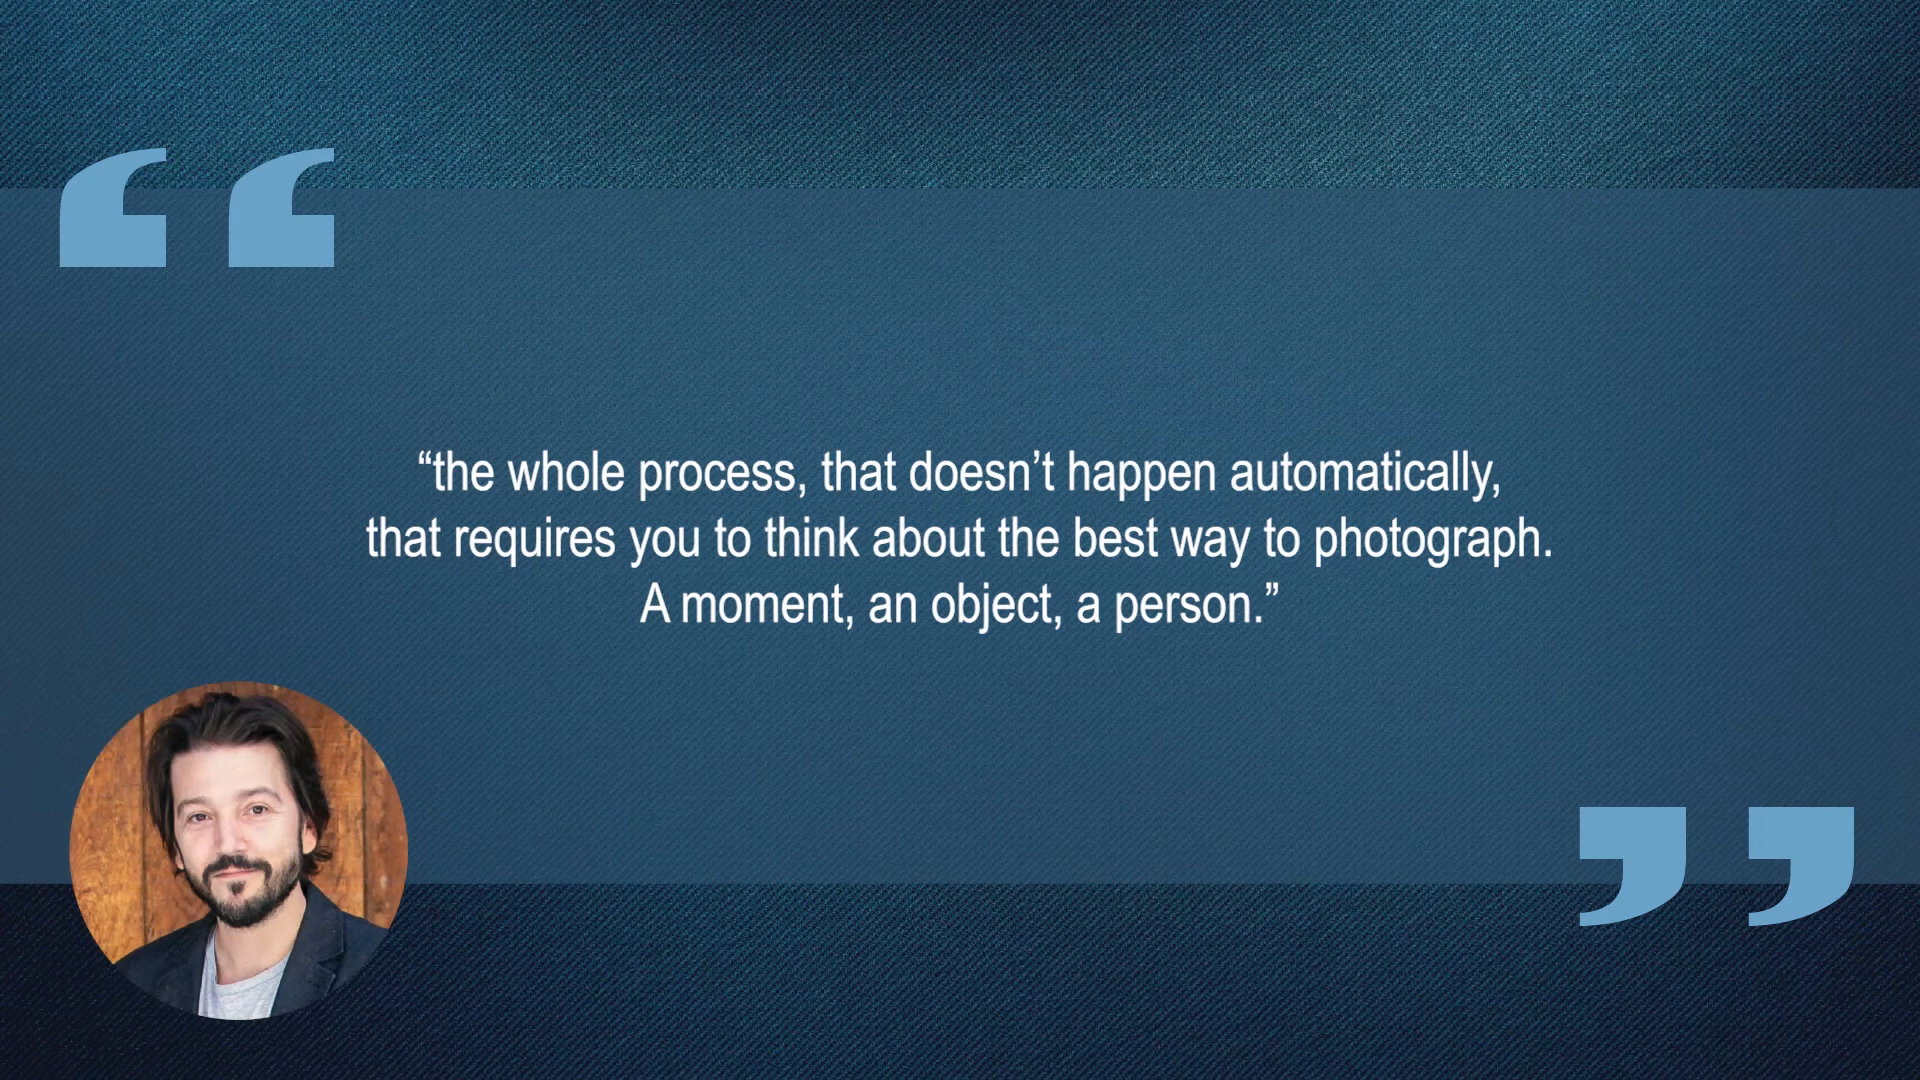 “the whole process, that doesn’t happen automatically,
that requires you to think about the best way to photograph.
A moment, an object, a person.”